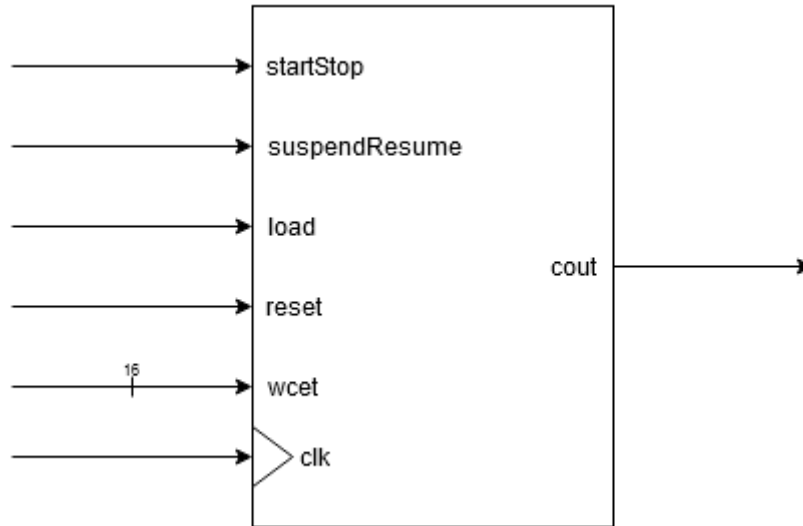 startStop
suspendResume
load
cout
reset
16
wcet
clk